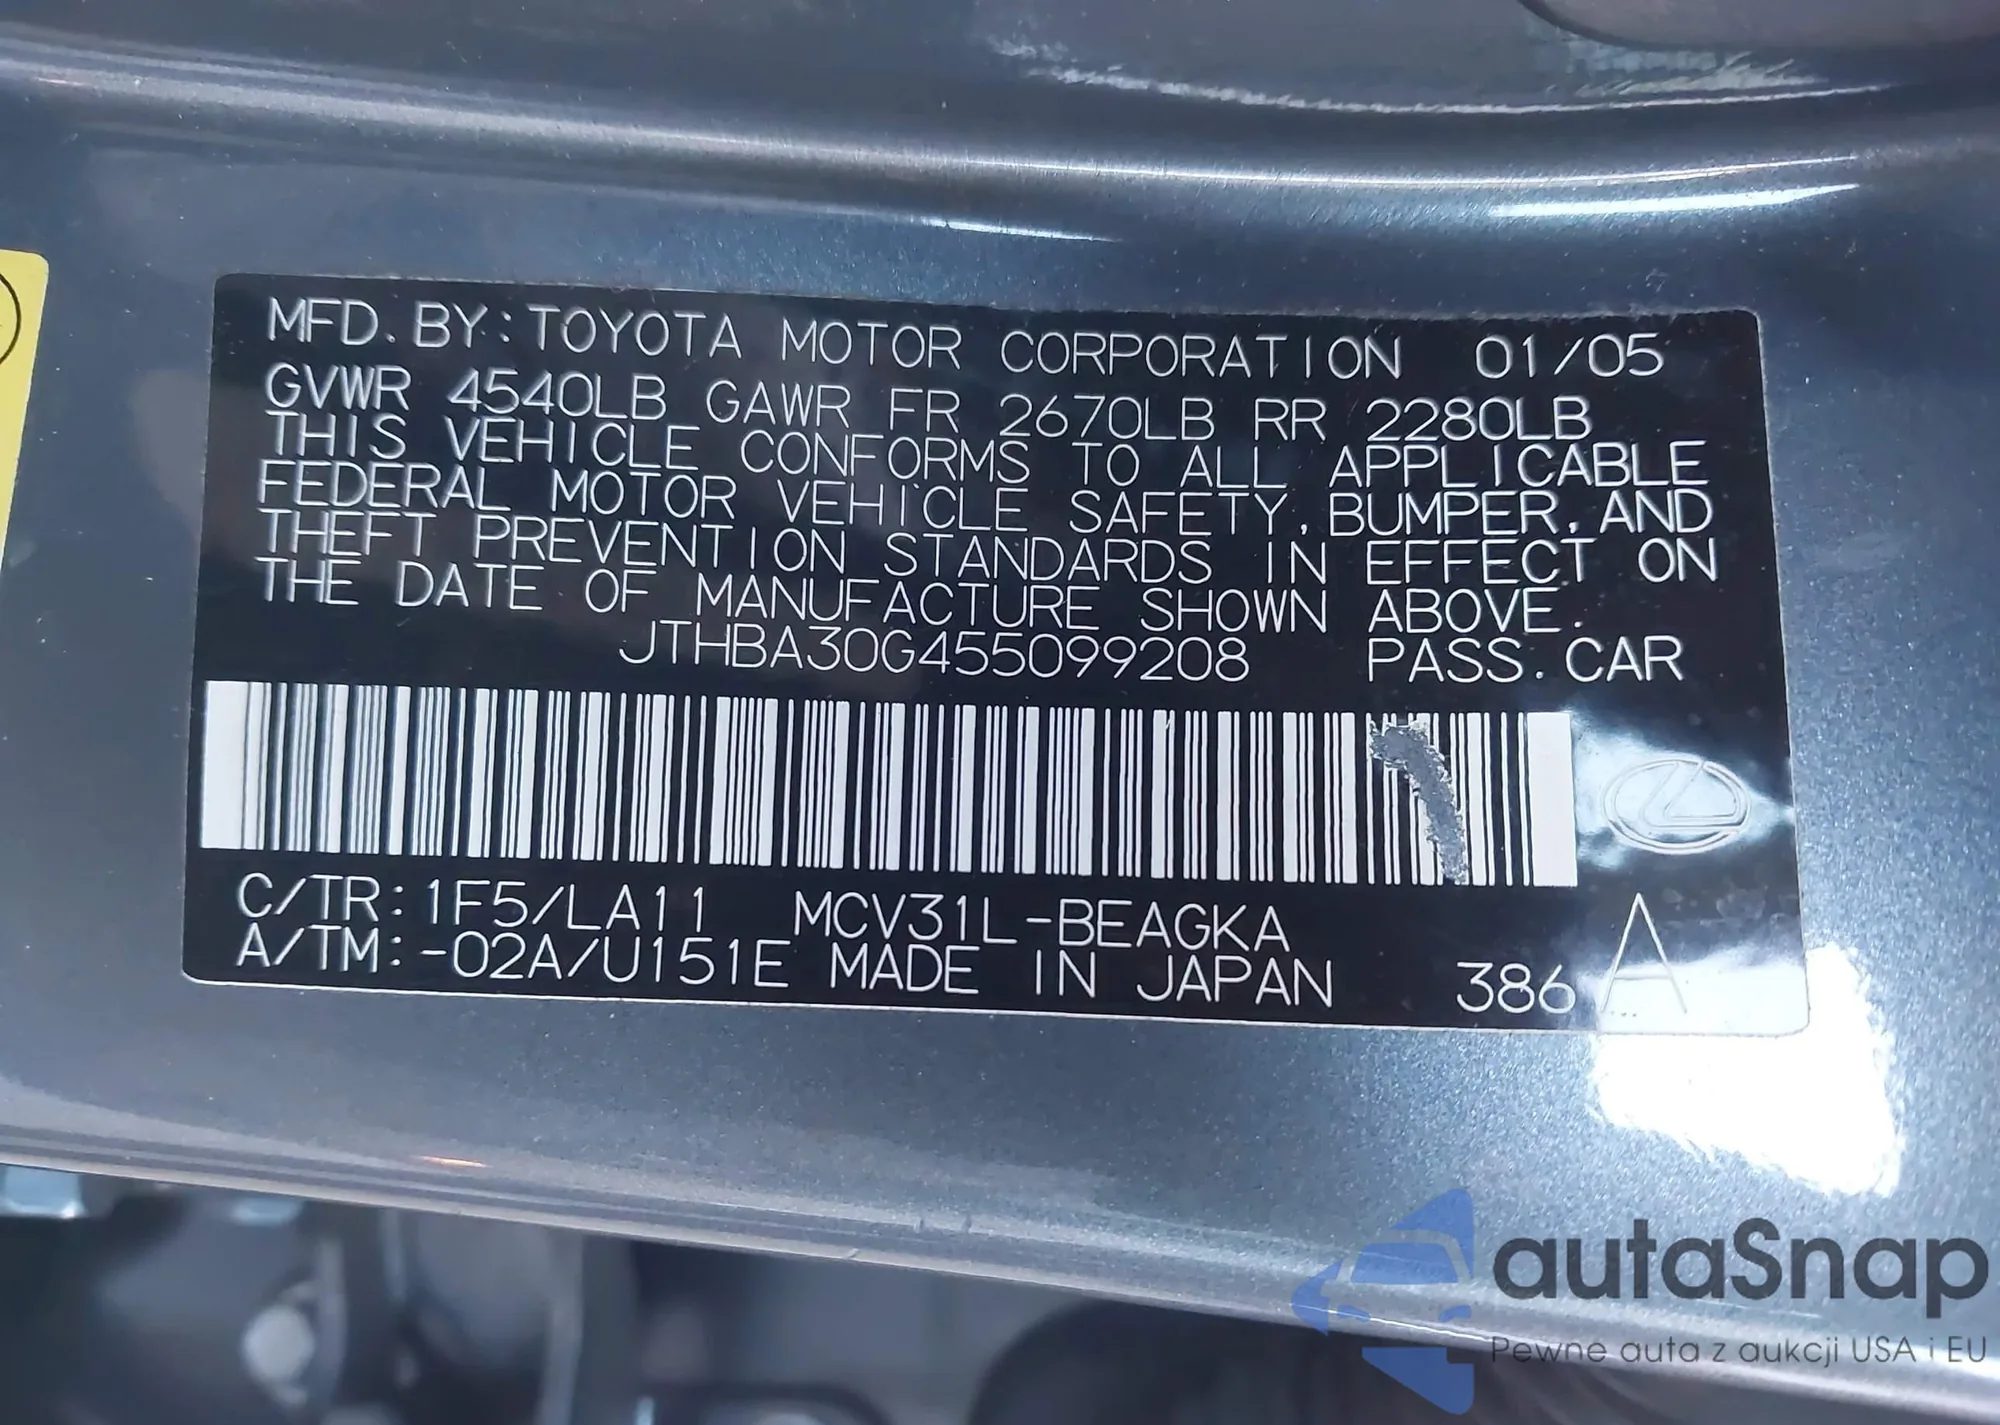 MFD. BY: TOYOTA MOTOR CORPORATION 01/05
GVWR 4540LB GAWR FR 2670LB RR 2280LB
THIS VEHICLE CONFORMS TO ALL APPLICABLE
FEDERAL MOTOR VEHICLE SAFETY, BUMPER, AND
THEFT PREVENTION STANDARDS IN EFFECT ON
THE DATE OF MANUFACTURE SHOWN ABOVE.
JTHBA30G455099208 PASS. CAR
C/TR: 1F5/LA11 MCV31L-BEAGKA
A/TM: -02A/U151E MADE IN JAPAN 386 A
autaSnap
Pewne auta z aukcji USA i EU